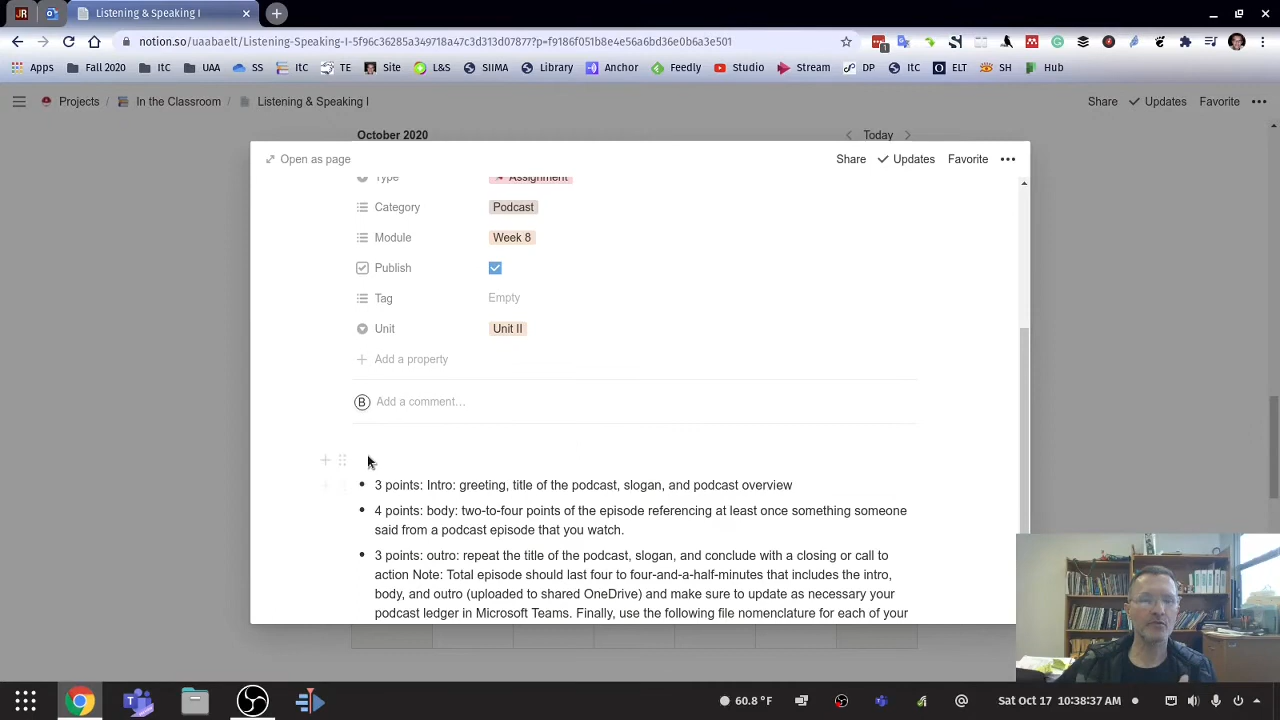 JR Listening & Speaking I
notion.so/uaabaelt/Listening-Speaking-I-5f96c36285a349718a47c3d313d07877?p=f9186f051b8e4e56a6bd36e0b6a3e501
1
Apps Fall 2020 ItC UAA SS ItC TE Site L&S SIIMA Library Anchor Feedly Studio Stream DP ItC ELT SH Hub
Projects / In the Classroom / Listening & Speaking I Share Updates Favorite
October 2020 Today
Open as page Share Updates Favorite
Type Assignment
Category Podcast
Module Week 8
Publish
Tag Empty
Unit Unit II
Add a property
B Add a comment…
• 3 points: Intro: greeting, title of the podcast, slogan, and podcast overview
• 4 points: body: two-to-four points of the episode referencing at least once something someone
said from a podcast episode that you watch.
• 3 points: outro: repeat the title of the podcast, slogan, and conclude with a closing or call to
action Note: Total episode should last four to four-and-a-half-minutes that includes the intro,
body, and outro (uploaded to shared OneDrive) and make sure to update as necessary your
podcast ledger in Microsoft Teams. Finally, use the following file nomenclature for each of your
60.8 °F Sat Oct 17 10:38:37 AM